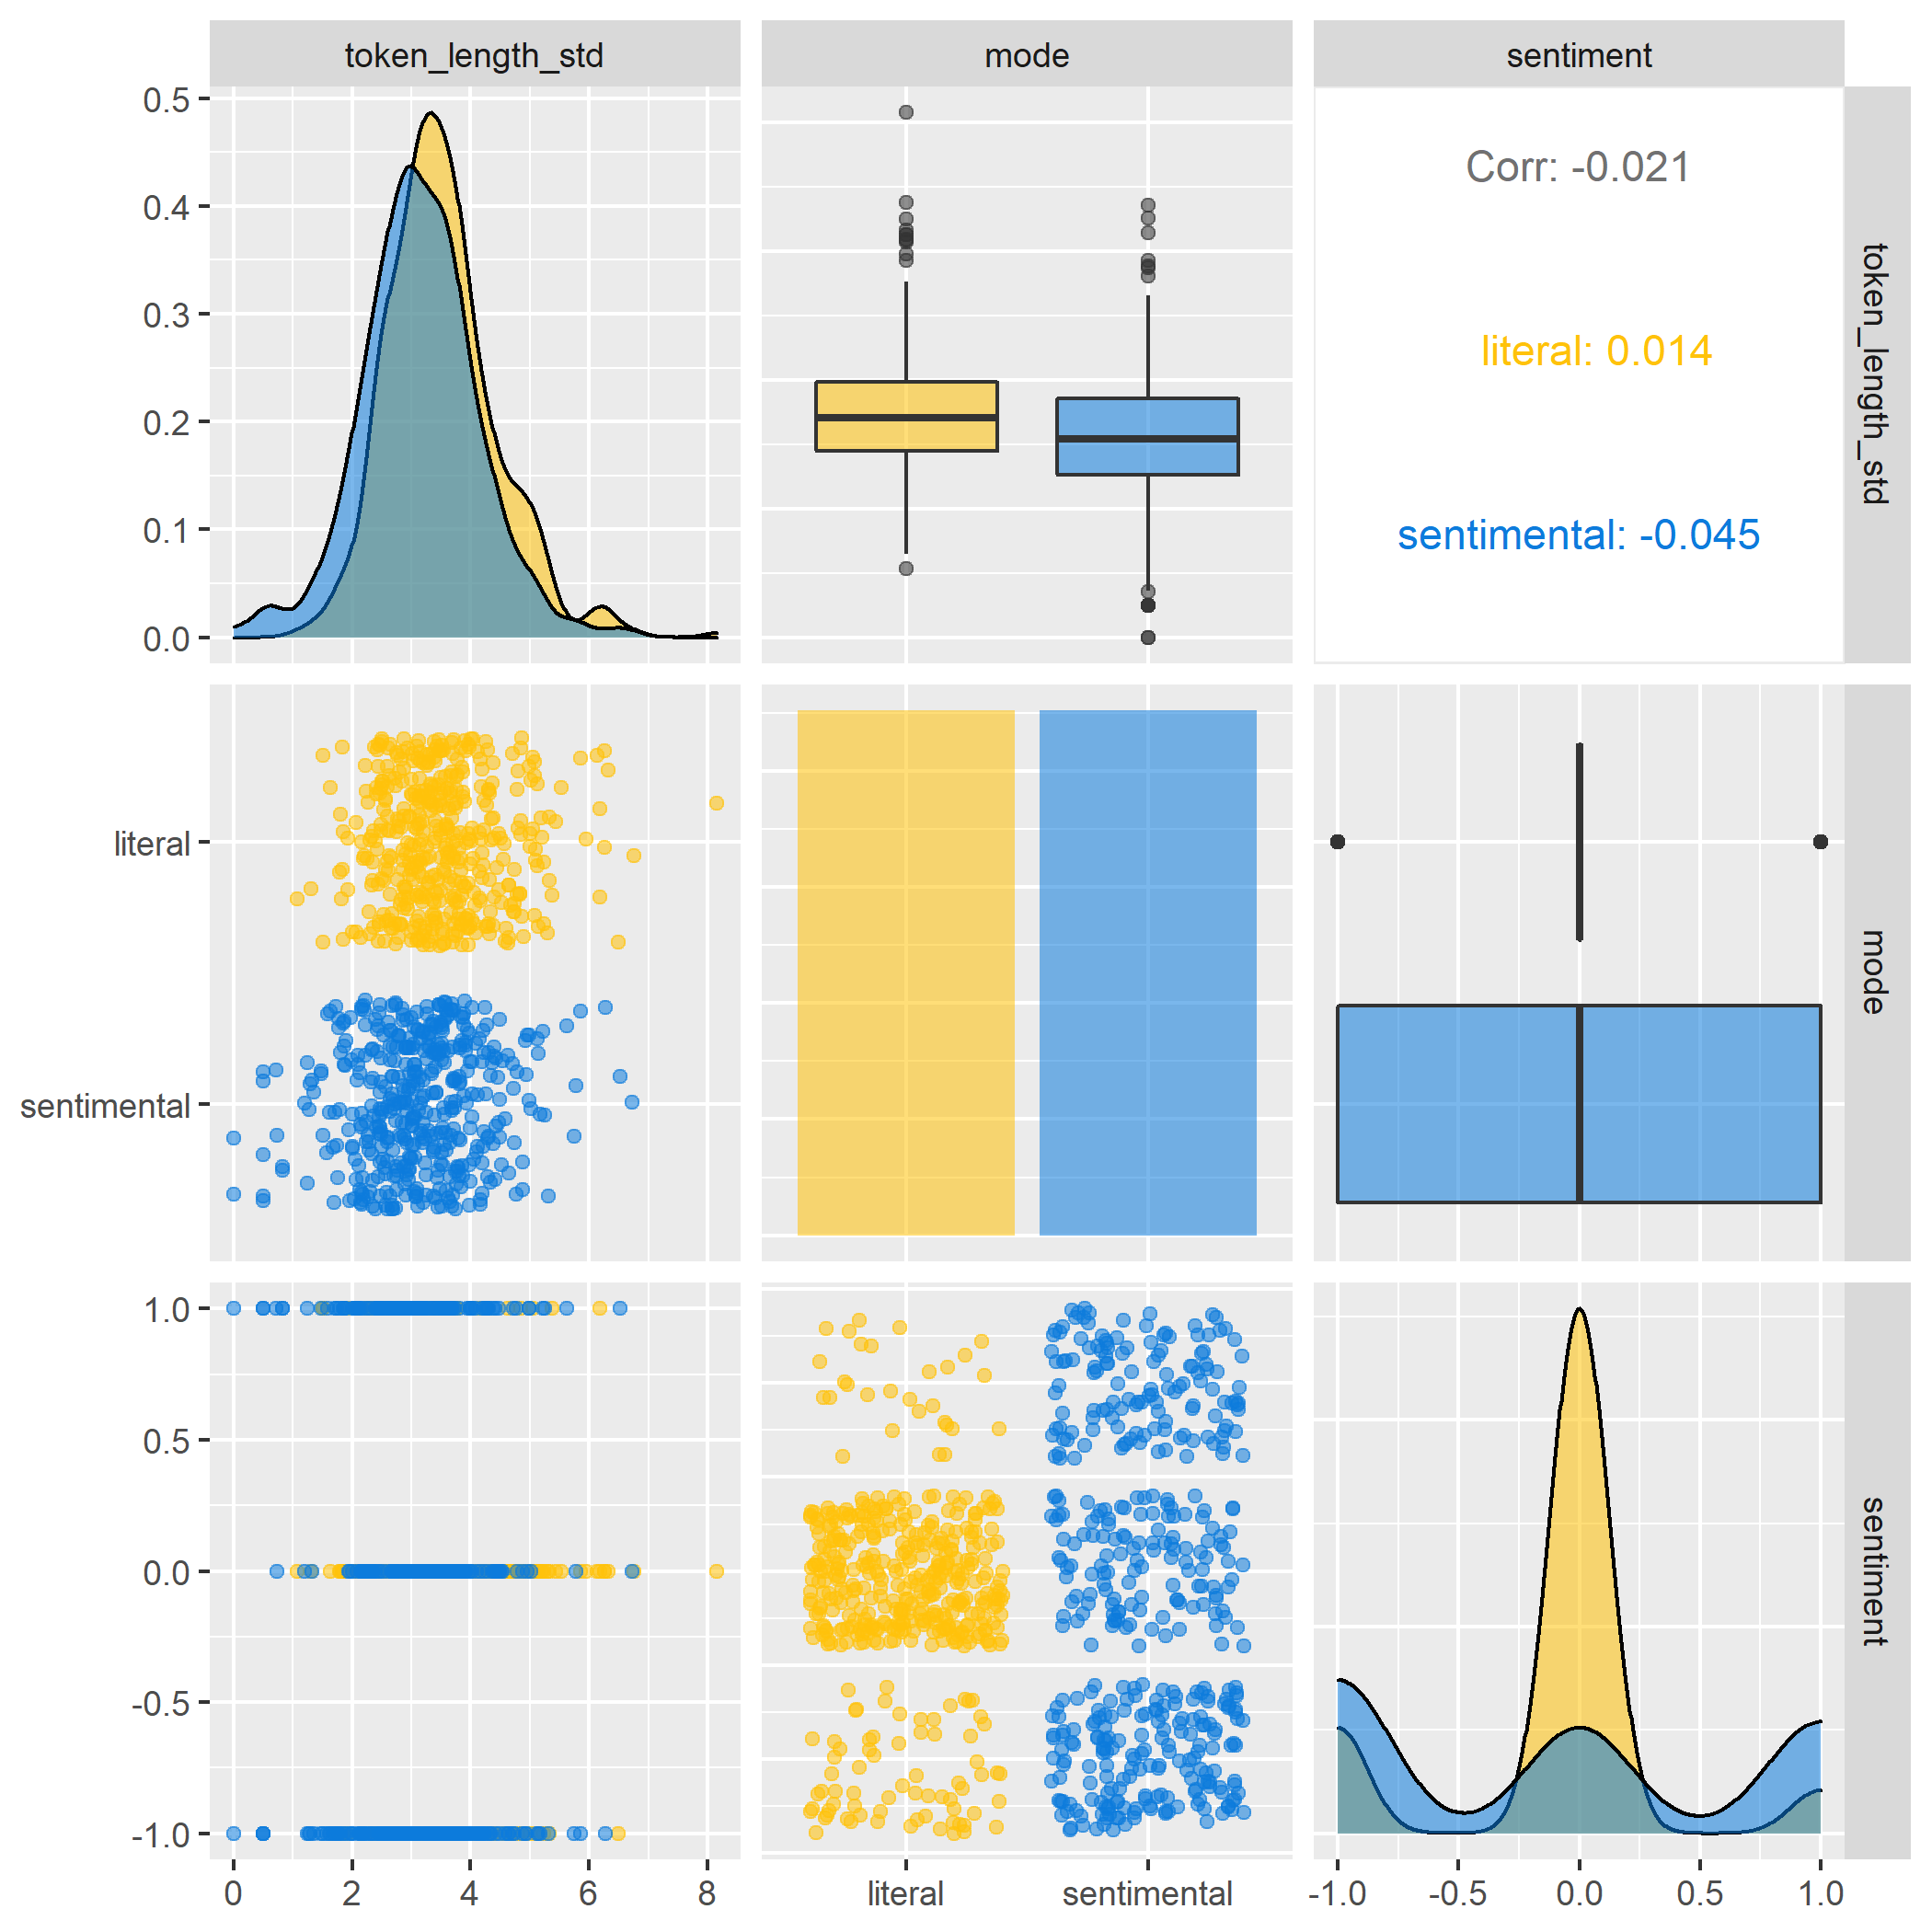 token_length_std
mode
sentiment
0.5
0.4
0.3
0.2
0.1
0.0
Corr: -0.021
literal: 0.014
sentimental: -0.045
token_length_std
literal
sentimental
mode
1.0
0.5
0.0
-0.5
-1.0
sentiment
0 2 4 6 8
literal sentimental
-1.0 -0.5 0.0 0.5 1.0